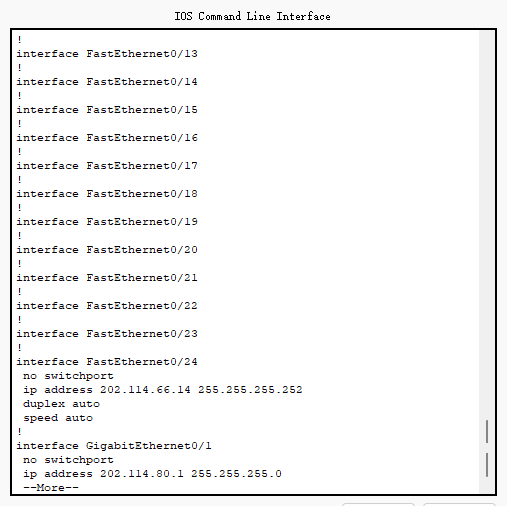 IOS Command Line Interface
!
interface FastEthernet0/13
!
interface FastEthernet0/14
!
interface FastEthernet0/15
!
interface FastEthernet0/16
!
interface FastEthernet0/17
!
interface FastEthernet0/18
!
interface FastEthernet0/19
!
interface FastEthernet0/20
!
interface FastEthernet0/21
!
interface FastEthernet0/22
!
interface FastEthernet0/23
!
interface FastEthernet0/24
 no switchport
 ip address 202.114.66.14 255.255.255.252
 duplex auto
 speed auto
!
interface GigabitEthernet0/1
 no switchport
 ip address 202.114.80.1 255.255.255.0
 --More--